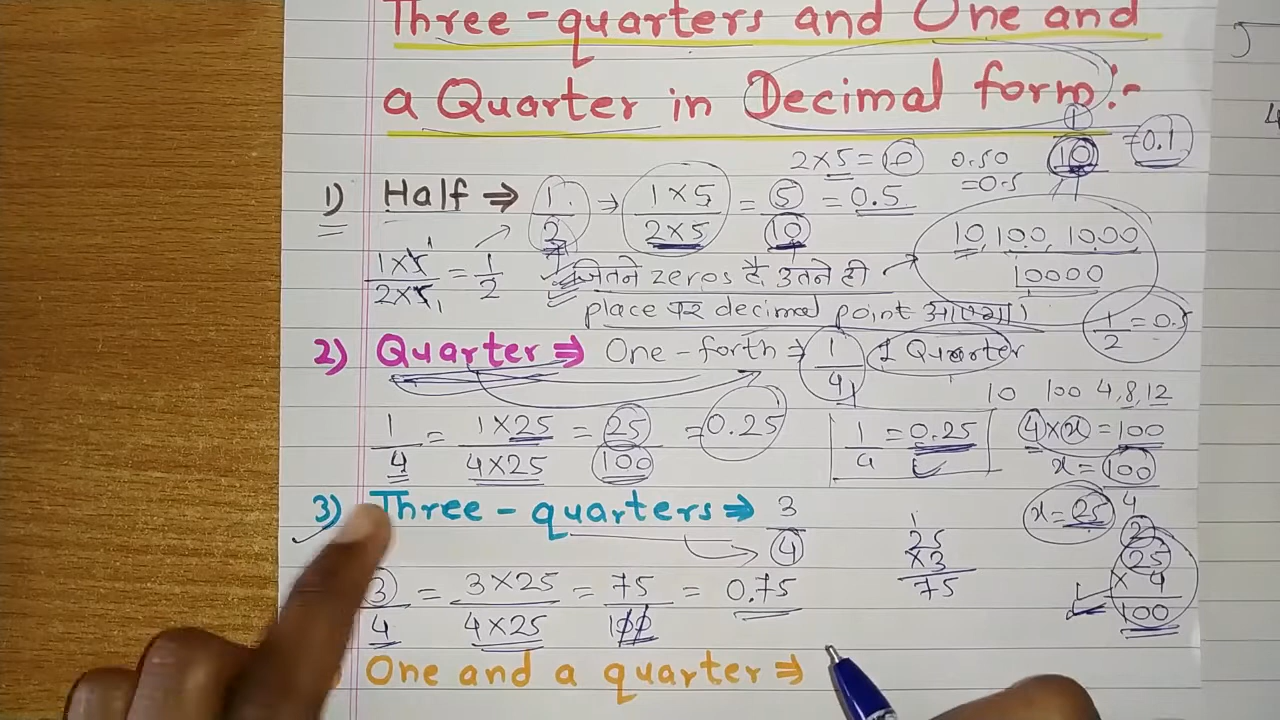 Three-quarters and One and
a Quarter in Decimal form:-
1/10 = 0.1
2×5=10 0.50
=0.5
1) Half ⇒ 1/2 → 1×5/2×5 = 5/10 = 0.5
10, 100, 1000
10000
1×5/2×5 = 1/2
जितने zeros है उतने ही
place पर decimal point आएगा।
1/2 = 0.5
2) Quarter ⇒ One-forth ⇒ 1/4 1 Quarter
10 100 4,8,12
1/4 = 1×25/4×25 = 25/100 = 0.25
1/4 = 0.25
4×x=100
x=100
x=25 4
3) Three-quarters ⇒ 3/4
1
25
×3
75
2
25
× 4
100
3/4 = 3×25/4×25 = 75/100 = 0.75
One and a quarter ⇒